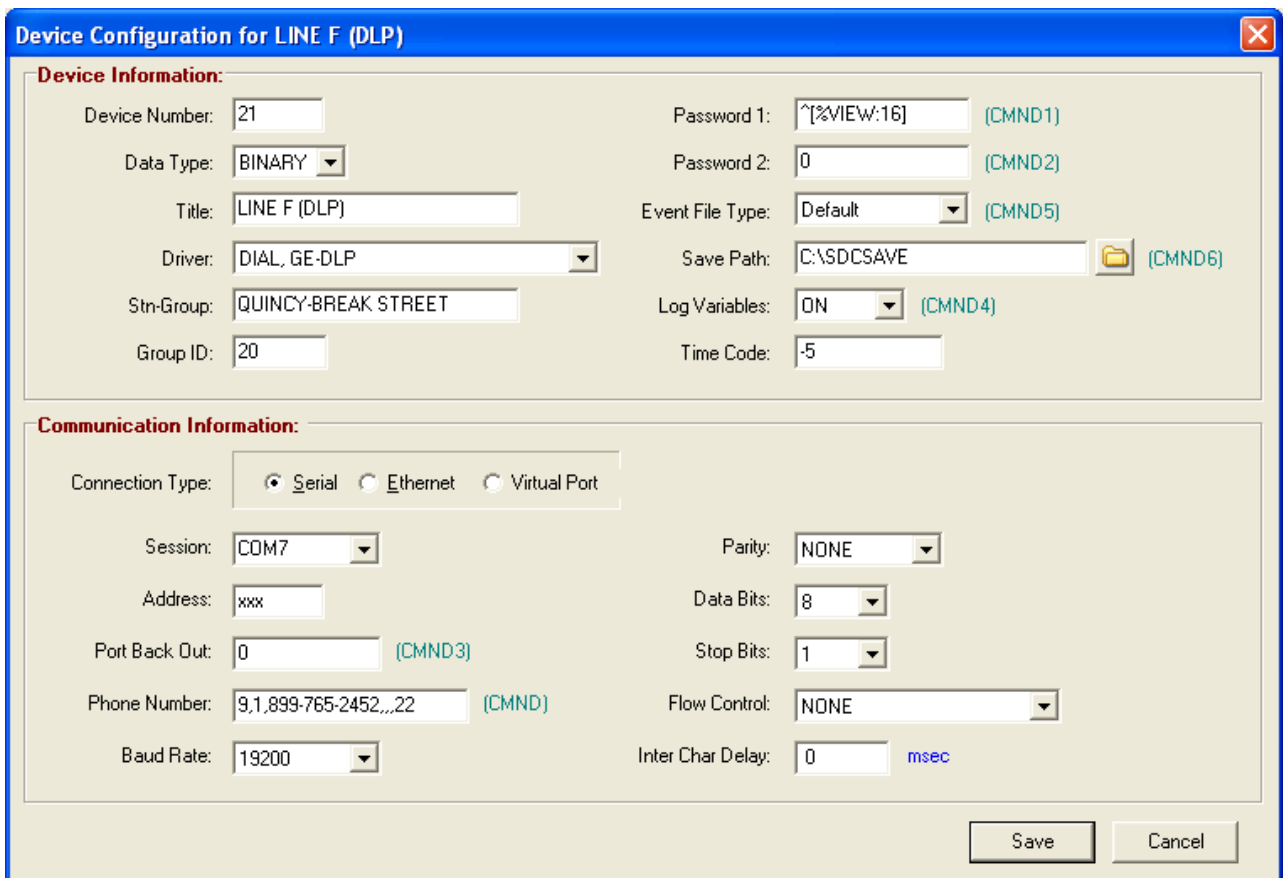 Device Configuration for LINE F (DLP)
Device Information:
Device Number: 21
Password 1: ^[%VIEW:16] (CMND1)
Data Type: BINARY
Password 2: 0 (CMND2)
Title: LINE F (DLP)
Event File Type: Default (CMND5)
Driver: DIAL, GE-DLP
Save Path: C:\SDCSAVE (CMND6)
Stn-Group: QUINCY-BREAK STREET
Log Variables: ON (CMND4)
Group ID: 20
Time Code: -5
Communication Information:
Connection Type: Serial Ethernet Virtual Port
Session: COM7
Parity: NONE
Address: xxx
Data Bits: 8
Port Back Out: 0 (CMND3)
Stop Bits: 1
Phone Number: 9,1,899-765-2452,,,22 (CMND)
Flow Control: NONE
Baud Rate: 19200
Inter Char Delay: 0 msec
Save Cancel